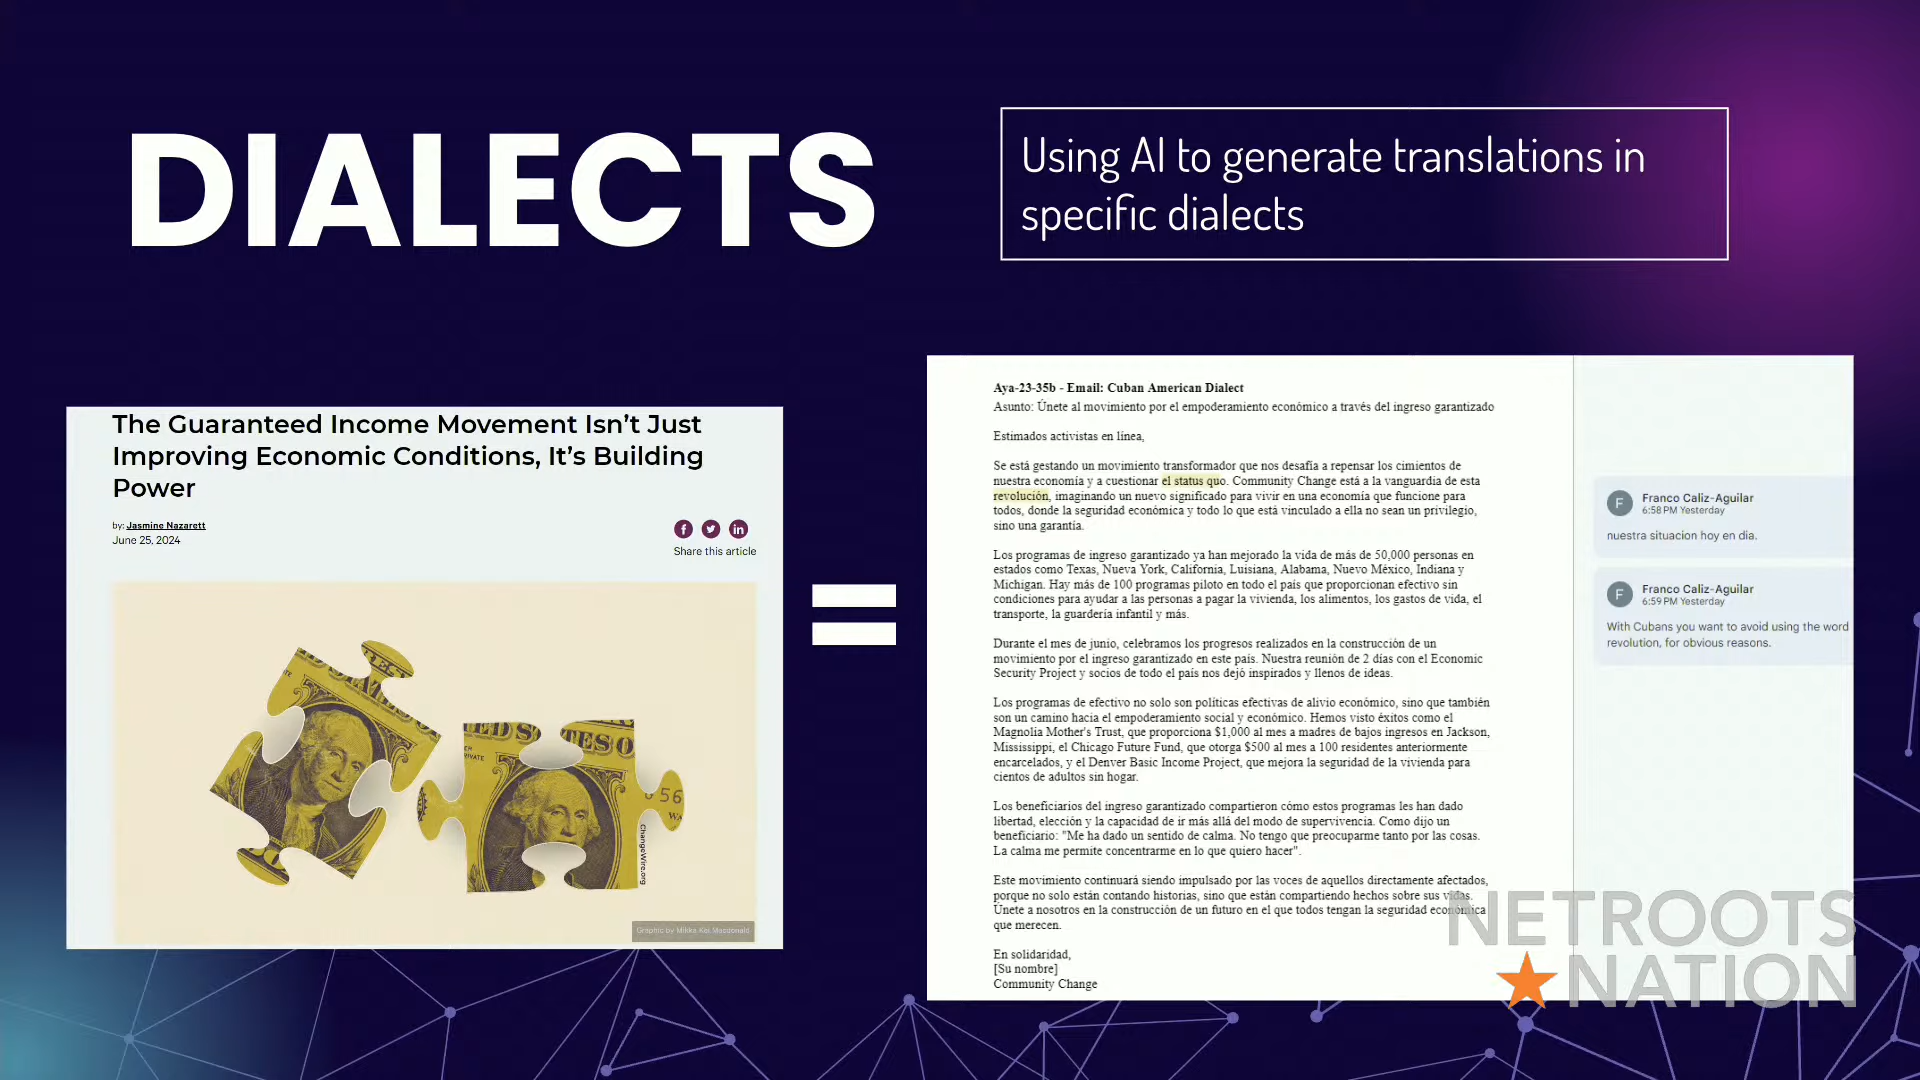 DIALECTS
Using AI to generate translations in
specific dialects
The Guaranteed Income Movement Isn’t Just
Improving Economic Conditions, It’s Building
Power
by: Jasmine Nazarett
June 25, 2024
Share this article
ChangeWire.org
Graphic by Mitika Kei Macdonald
=
Aya-23-35b - Email: Cuban American Dialect
Asunto: Únete al movimiento por el empoderamiento económico a través del ingreso garantizado
Estimados activistas en línea,
Se está gestando un movimiento transformador que nos desafía a repensar los cimientos de
nuestra economía y a cuestionar el status quo. Community Change está a la vanguardia de esta
revolución, imaginando un nuevo significado para vivir en una economía que funcione para
todos, donde la seguridad económica y todo lo que está vinculado a ella no sean un privilegio,
sino una garantía.
Los programas de ingreso garantizado ya han mejorado la vida de más de 50,000 personas en
estados como Texas, Nueva York, California, Luisiana, Alabama, Nuevo México, Indiana y
Michigan. Hay más de 100 programas piloto en todo el país que proporcionan efectivo sin
condiciones para ayudar a las personas a pagar la vivienda, los alimentos, los gastos de vida, el
transporte, la guardería infantil y más.
Durante el mes de junio, celebramos los progresos realizados en la construcción de un
movimiento por el ingreso garantizado en este país. Nuestra reunión de 2 días con el Economic
Security Project y socios de todo el país nos dejó inspirados y llenos de ideas.
Los programas de efectivo no solo son políticas efectivas de alivio económico, sino que también
son un camino hacia el empoderamiento social y económico. Hemos visto éxitos como el
Magnolia Mother's Trust, que proporciona $1,000 al mes a madres de bajos ingresos en Jackson,
Mississippi, el Chicago Future Fund, que otorga $500 al mes a 100 residentes anteriormente
encarcelados, y el Denver Basic Income Project, que mejora la seguridad de la vivienda para
cientos de adultos sin hogar.
Los beneficiarios del ingreso garantizado compartieron cómo estos programas les han dado
libertad, elección y la capacidad de ir más allá del modo de supervivencia. Como dijo un
beneficiario: "Me ha dado un sentido de calma. No tengo que preocuparme tanto por las cosas.
La calma me permite concentrarme en lo que quiero hacer".
Este movimiento continuará siendo impulsado por las voces de aquellos directamente afectados,
porque no solo están contando historias, sino que están compartiendo hechos sobre sus vidas.
Únete a nosotros en la construcción de un futuro en el que todos tengan la seguridad económica
que merecen.
En solidaridad,
[Su nombre]
Community Change
F
Franco Caliz-Aguilar
6:58 PM Yesterday
nuestra situacion hoy en dia.
F
Franco Caliz-Aguilar
6:59 PM Yesterday
With Cubans you want to avoid using the word
revolution, for obvious reasons.
NETROOTS
NATION